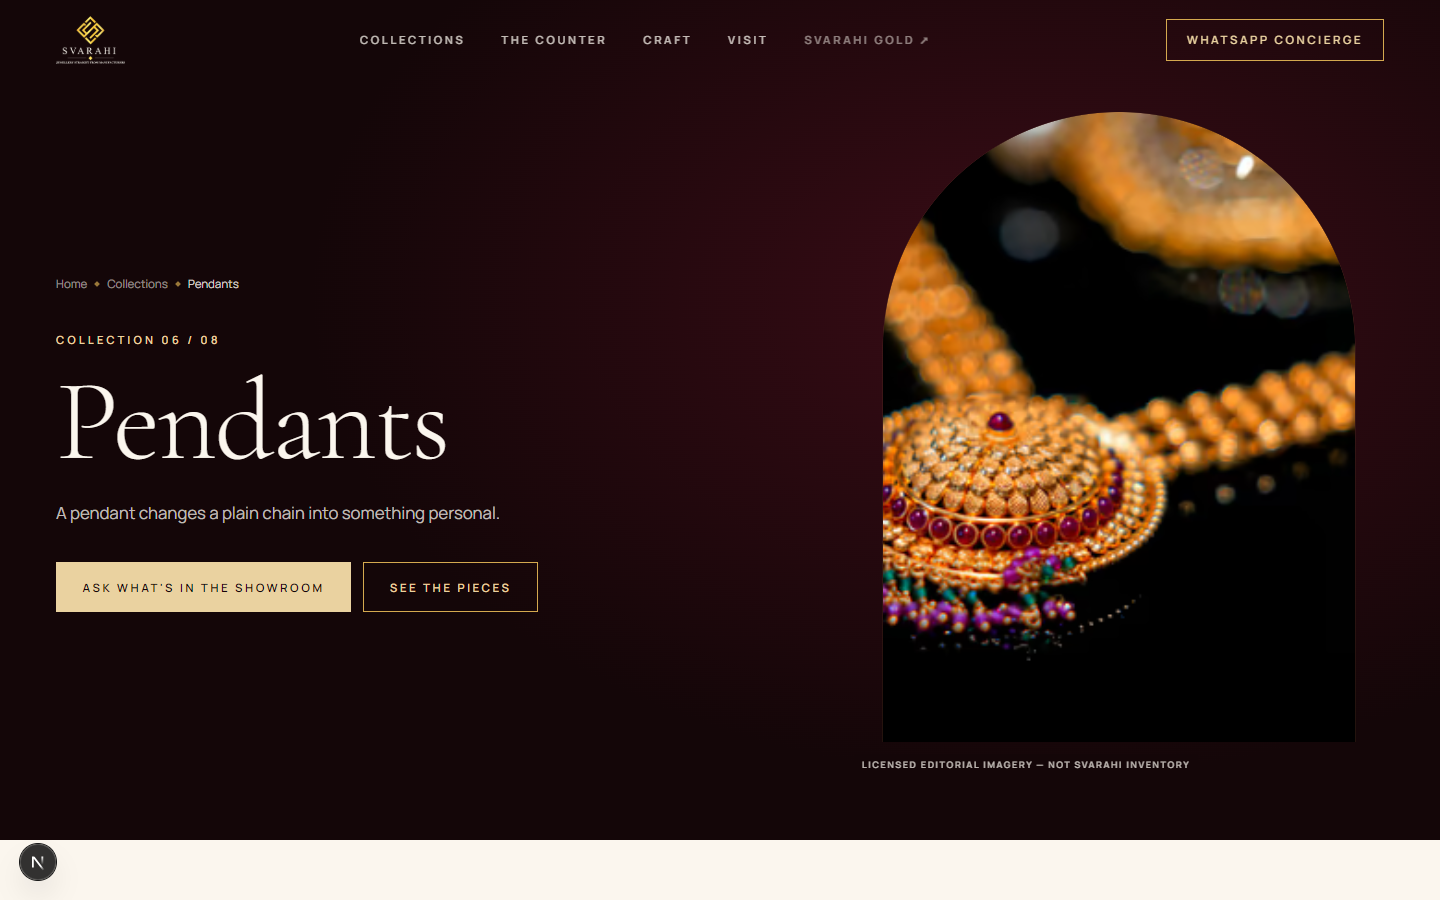 SVARAHI
COLLECTIONS
THE COUNTER
CRAFT
VISIT
SVARAHI GOLD ↗
WHATSAPP CONCIERGE
Home ◆ Collections ◆ Pendants
COLLECTION 06 / 08
Pendants
A pendant changes a plain chain into something personal.
ASK WHAT'S IN THE SHOWROOM
SEE THE PIECES
LICENSED EDITORIAL IMAGERY — NOT SVARAHI INVENTORY
N